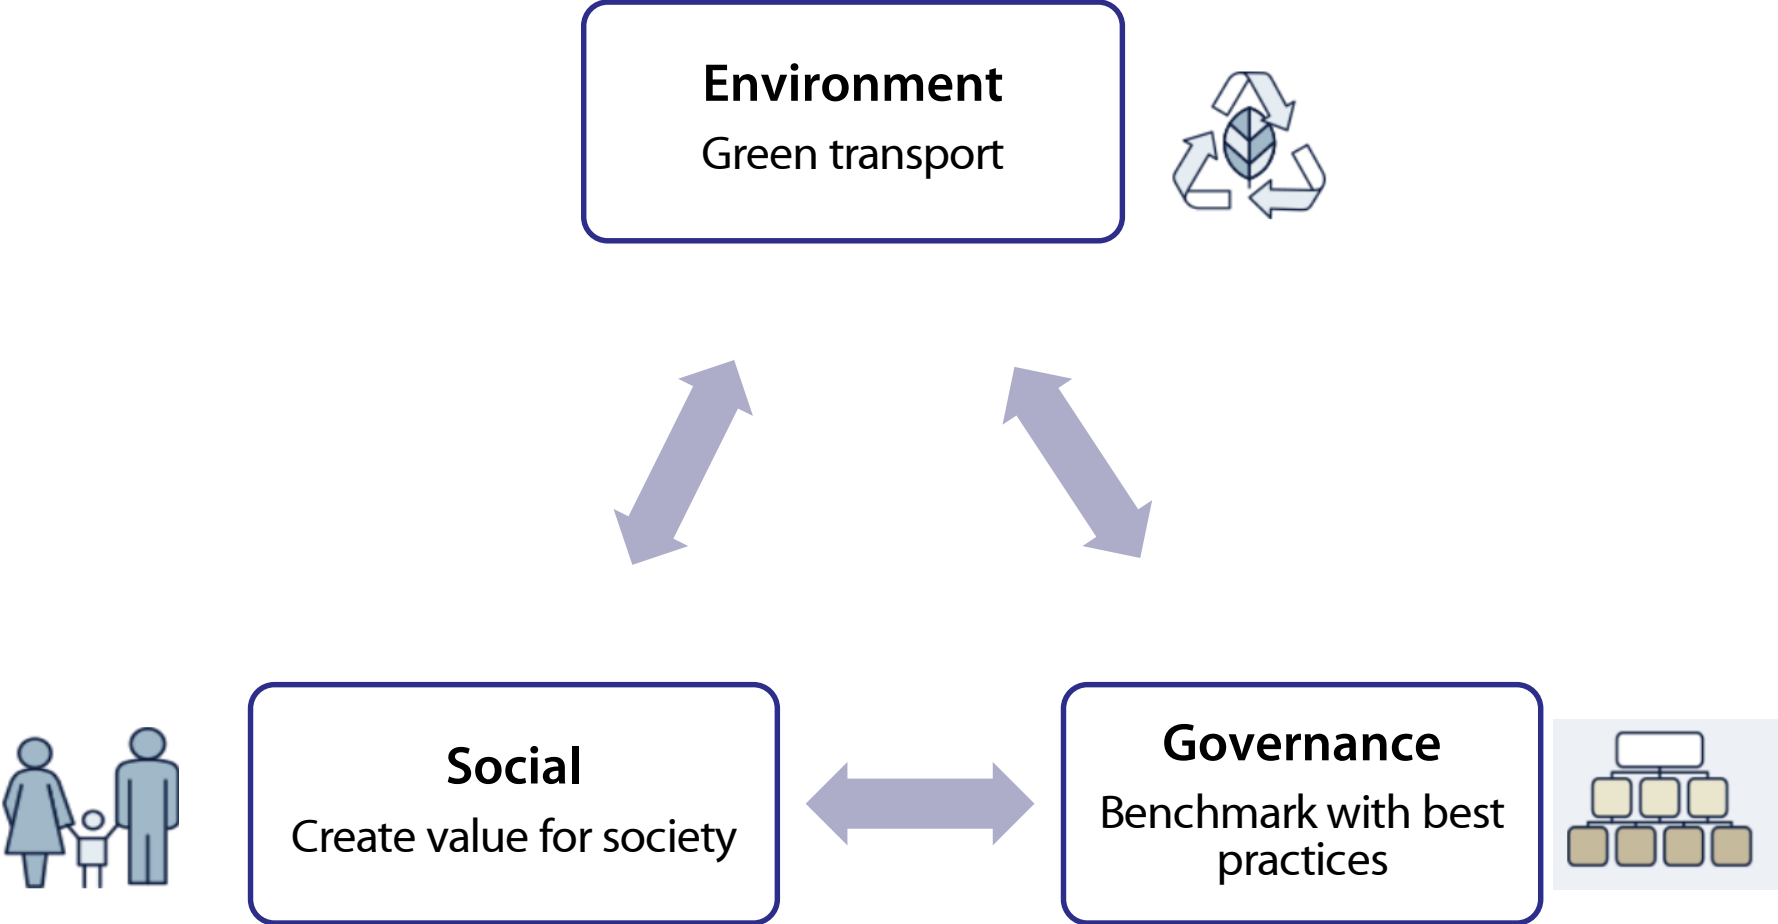 Environment
Green transport
Social
Create value for society
Governance
Benchmark with best
practices